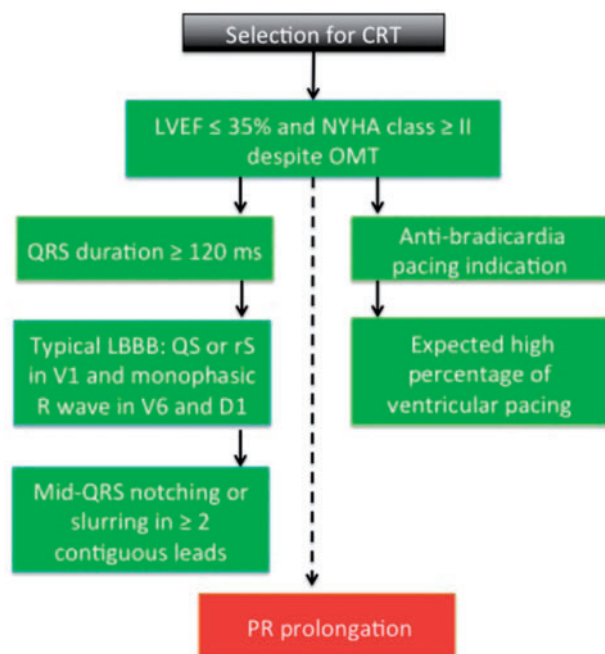 Selection for CRT
LVEF ≤ 35% and NYHA class ≥ II
despite OMT
QRS duration ≥ 120 ms
Typical LBBB: QS or rS
in V1 and monophasic
R wave in V6 and D1
Mid-QRS notching or
slurring in ≥ 2
contiguous leads
Anti-bradicardia
pacing indication
Expected high
percentage of
ventricular pacing
PR prolongation